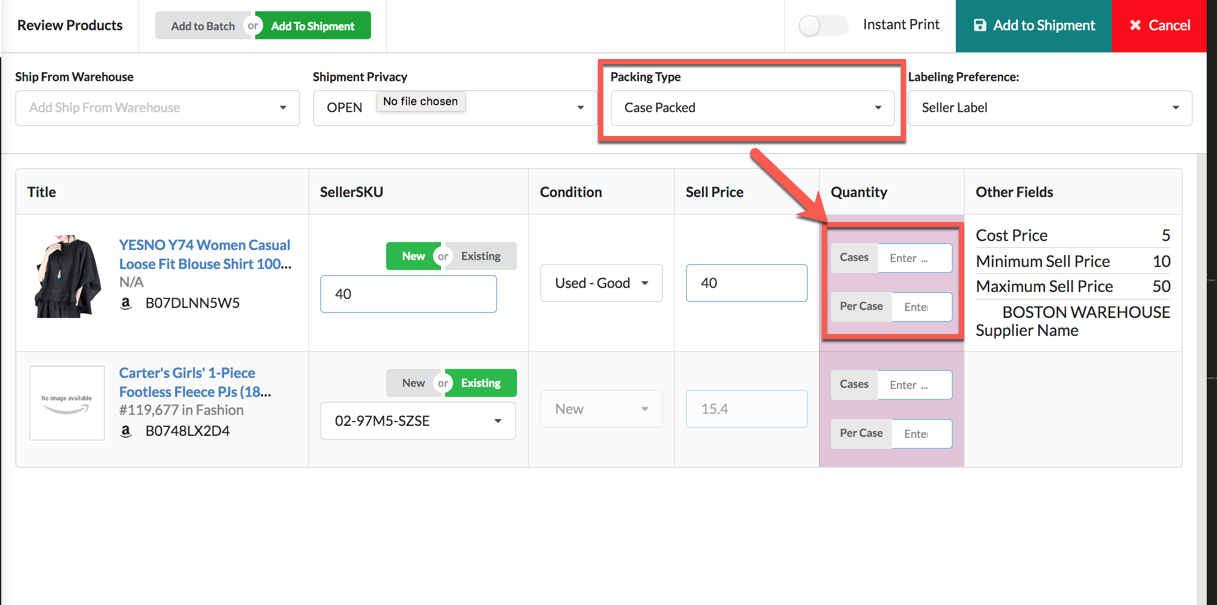 Review Products
Add to Batch or Add To Shipment
Instant Print
Add to Shipment
Cancel
Ship From Warehouse
Add Ship From Warehouse
Shipment Privacy
OPEN
No file chosen
Packing Type
Case Packed
Labeling Preference:
Seller Label
Title
SellerSKU
Condition
Sell Price
Quantity
Other Fields
YESNO Y74 Women Casual
Loose Fit Blouse Shirt 100...
N/A
a B07DLNN5W5
New or Existing
40
Used - Good
40
Cases Enter ...
Per Case Enter
Cost Price 5
Minimum Sell Price 10
Maximum Sell Price 50
BOSTON WAREHOUSE
Supplier Name
No image available
Carter's Girls' 1-Piece
Footless Fleece PJs (18...
#119,677 in Fashion
a B0748LX2D4
New or Existing
02-97M5-SZSE
New
15.4
Cases Enter ...
Per Case Enter